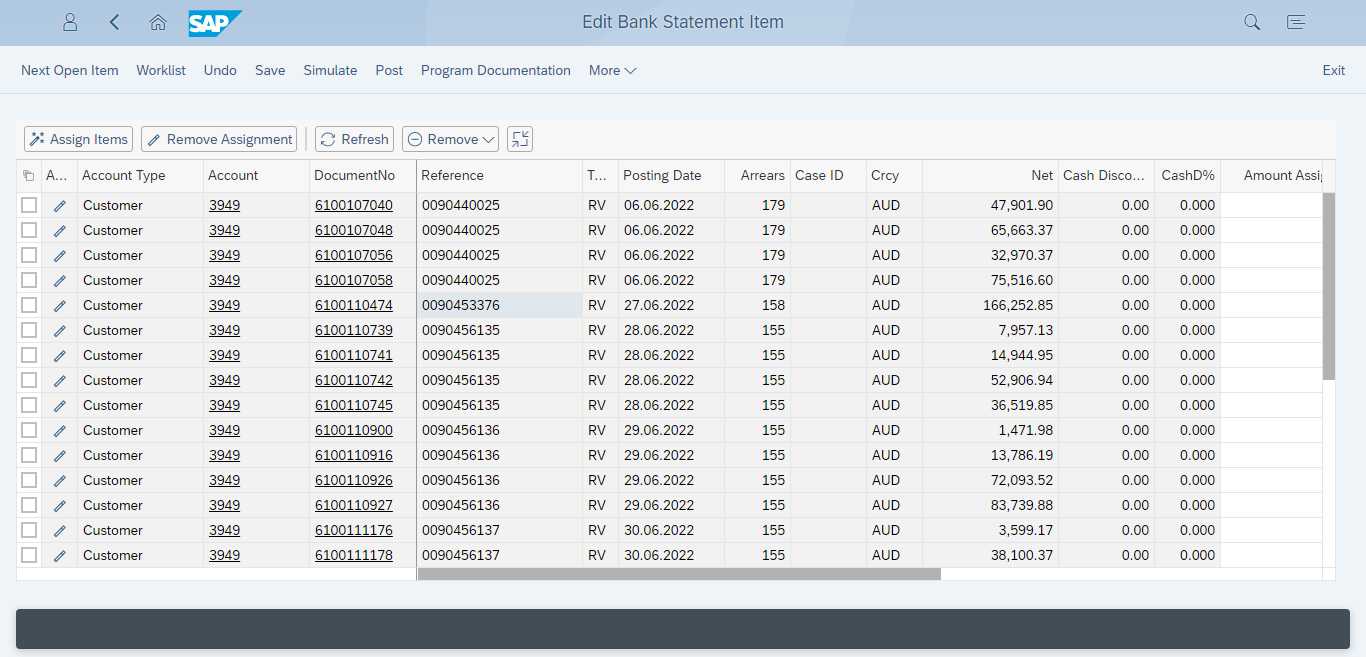 SAP Edit Bank Statement Item
Next Open Item Worklist Undo Save Simulate Post Program Documentation More Exit
Assign Items Remove Assignment Refresh Remove
A... Account Type Account DocumentNo Reference T... Posting Date Arrears Case ID Crcy Net Cash Disco... CashD% Amount Assi
Customer 3949 6100107040 0090440025 RV 06.06.2022 179 AUD 47,901.90 0.00 0.000
Customer 3949 6100107048 0090440025 RV 06.06.2022 179 AUD 65,663.37 0.00 0.000
Customer 3949 6100107056 0090440025 RV 06.06.2022 179 AUD 32,970.37 0.00 0.000
Customer 3949 6100107058 0090440025 RV 06.06.2022 179 AUD 75,516.60 0.00 0.000
Customer 3949 6100110474 0090453376 RV 27.06.2022 158 AUD 166,252.85 0.00 0.000
Customer 3949 6100110739 0090456135 RV 28.06.2022 155 AUD 7,957.13 0.00 0.000
Customer 3949 6100110741 0090456135 RV 28.06.2022 155 AUD 14,944.95 0.00 0.000
Customer 3949 6100110742 0090456135 RV 28.06.2022 155 AUD 52,906.94 0.00 0.000
Customer 3949 6100110745 0090456135 RV 28.06.2022 155 AUD 36,519.85 0.00 0.000
Customer 3949 6100110900 0090456136 RV 29.06.2022 155 AUD 1,471.98 0.00 0.000
Customer 3949 6100110916 0090456136 RV 29.06.2022 155 AUD 13,786.19 0.00 0.000
Customer 3949 6100110926 0090456136 RV 29.06.2022 155 AUD 72,093.52 0.00 0.000
Customer 3949 6100110927 0090456136 RV 29.06.2022 155 AUD 83,739.88 0.00 0.000
Customer 3949 6100111176 0090456137 RV 30.06.2022 155 AUD 3,599.17 0.00 0.000
Customer 3949 6100111178 0090456137 RV 30.06.2022 155 AUD 38,100.37 0.00 0.000